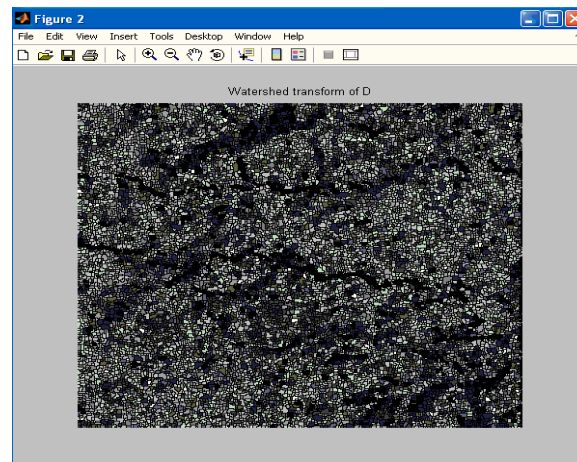 Figure 2
File Edit View Insert Tools Desktop Window Help
Watershed transform of D